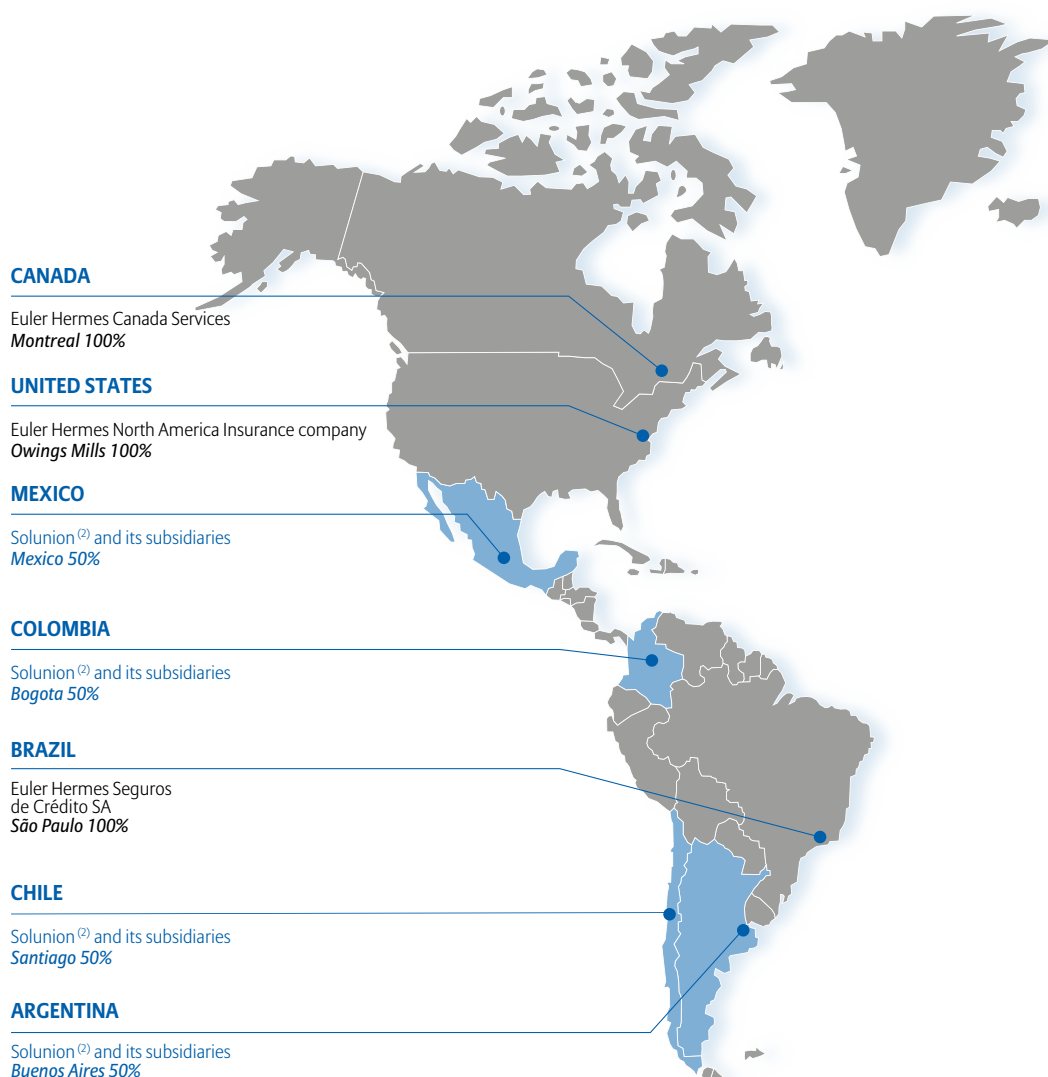 CANADA
Euler Hermes Canada Services
Montreal 100%
UNITED STATES
Euler Hermes North America Insurance company
Owings Mills 100%
MEXICO
Solunion (2) and its subsidiaries
Mexico 50%
COLOMBIA
Solunion (2) and its subsidiaries
Bogota 50%
BRAZIL
Euler Hermes Seguros
de Crédito SA
São Paulo 100%
CHILE
Solunion (2) and its subsidiaries
Santiago 50%
ARGENTINA
Solunion (2) and its subsidiaries
Buenos Aires 50%